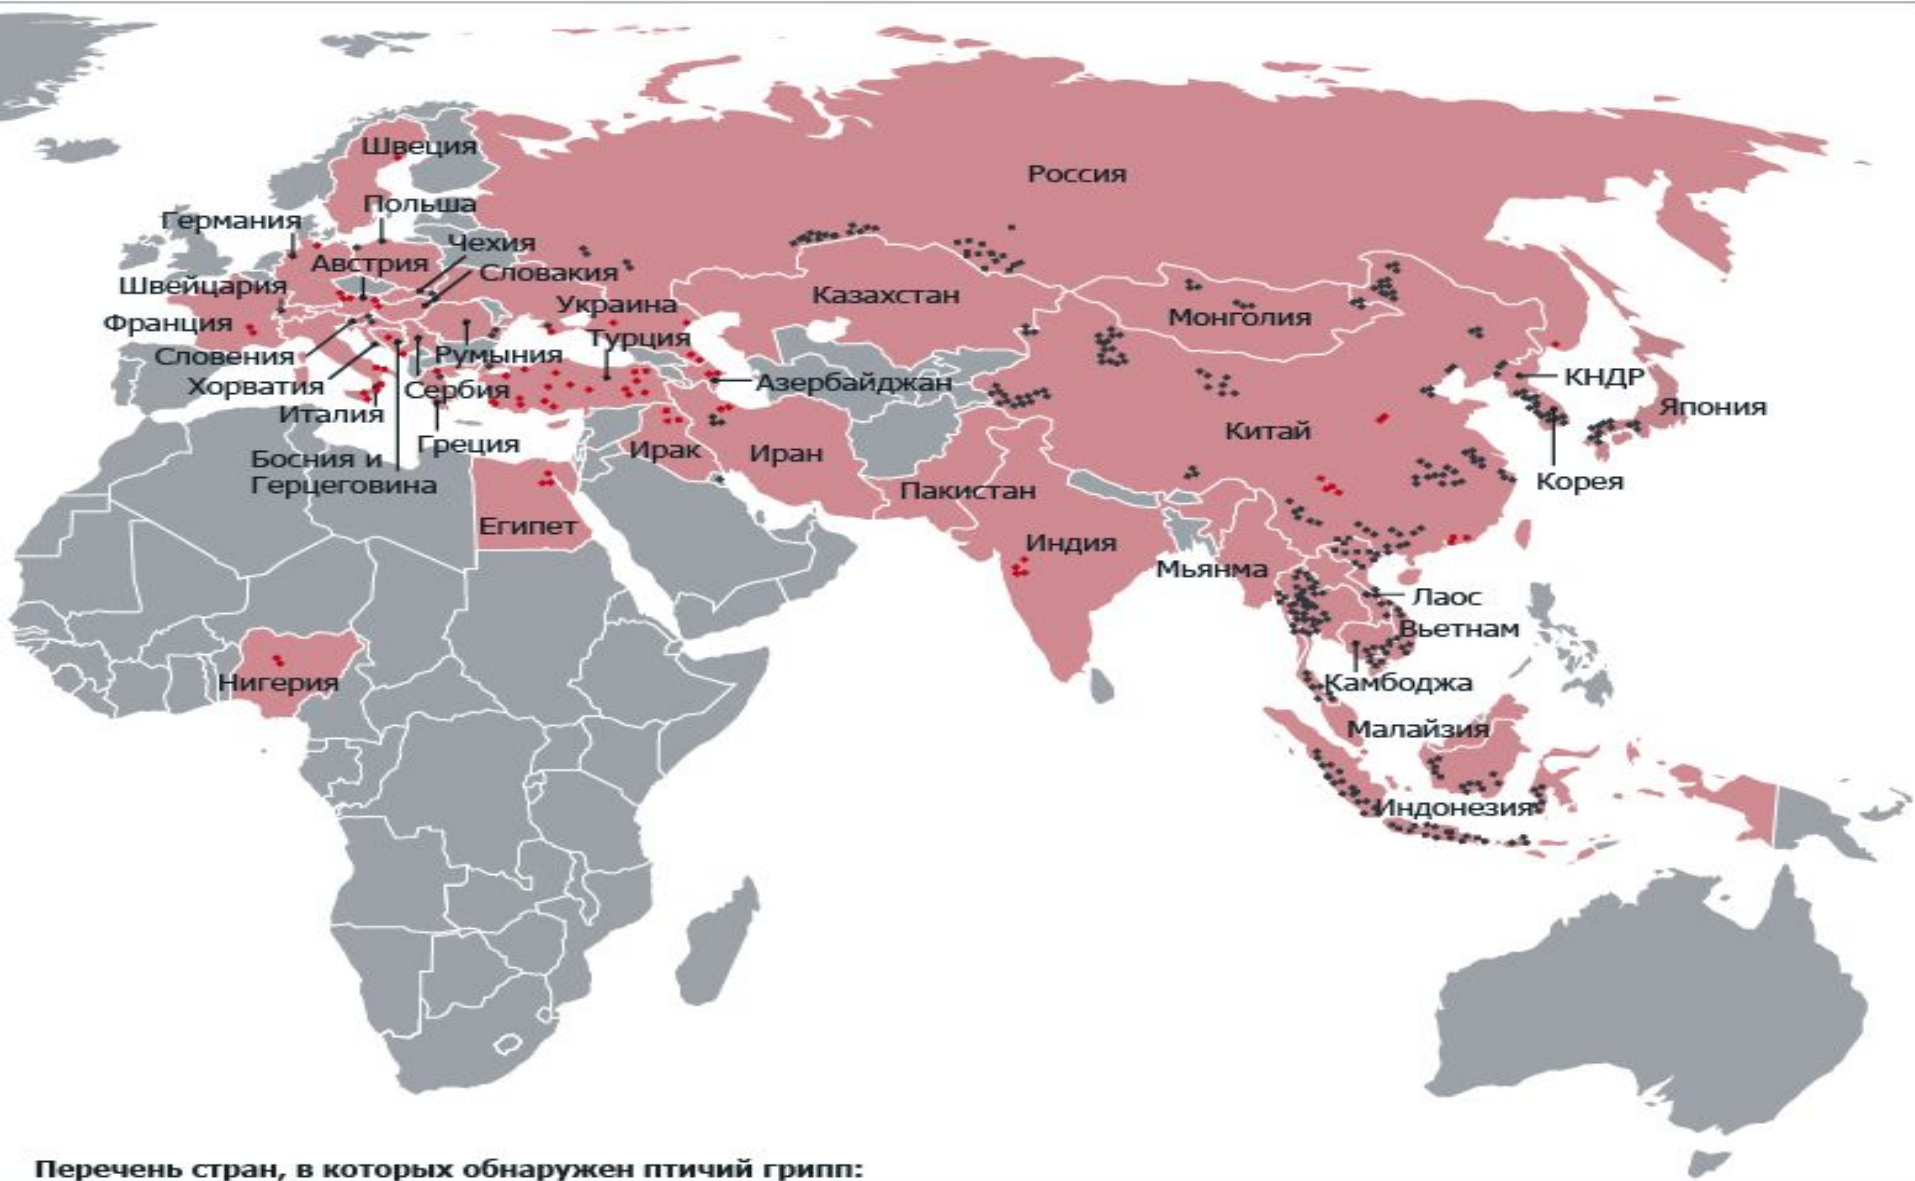 Швеция
Россия
Польша
Германия
Чехия
Австрия
Словакия
Швейцария
Украина
Казахстан
Монголия
Франция
Турция
Словения
Румыния
Хорватия
Сербия
Азербайджан
КНДР
Япония
Италия
Греция
Ирак
Иран
Китай
Босния и
Герцеговина
Пакистан
Корея
Египет
Индия
Мьянма
Лаос
Вьетнам
Нигерия
Камбоджа
Малайзия
Индонезия
Перечень стран, в которых обнаружен птичий грипп: